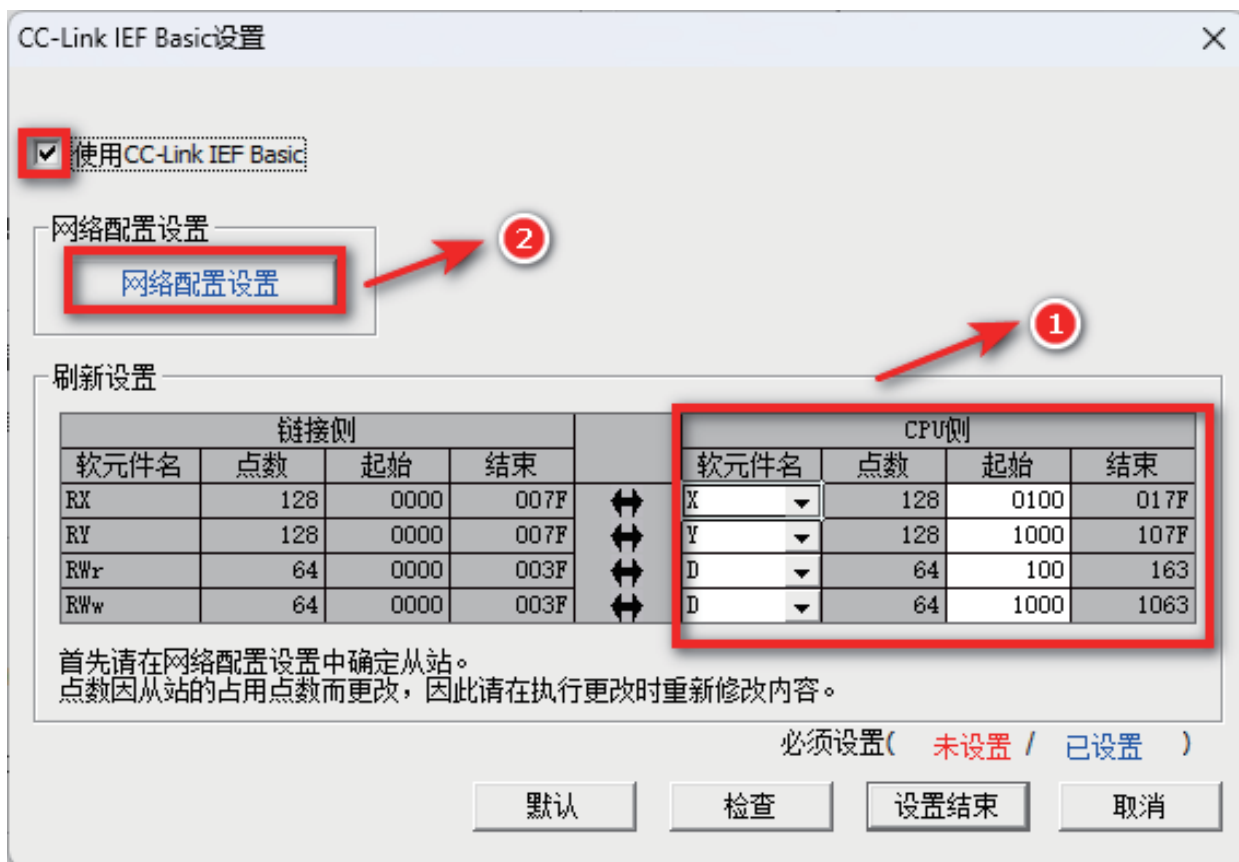 CC-Link IEF Basic设置
使用CC-Link IEF Basic
网络配置设置
2
网络配置设置
1
刷新设置
链接侧 CPU侧
软元件名 点数 起始 结束 软元件名 点数 起始 结束
RX 128 0000 007F X 128 0100 017F
RY 128 0000 007F Y 128 1000 107F
RWr 64 0000 003F D 64 100 163
RWw 64 0000 003F D 64 1000 1063
首先请在网络配置设置中确定从站。
点数因从站的占用点数而更改，因此请在执行更改时重新修改内容。
必须设置( 未设置 / 已设置 )
默认 检查 设置结束 取消